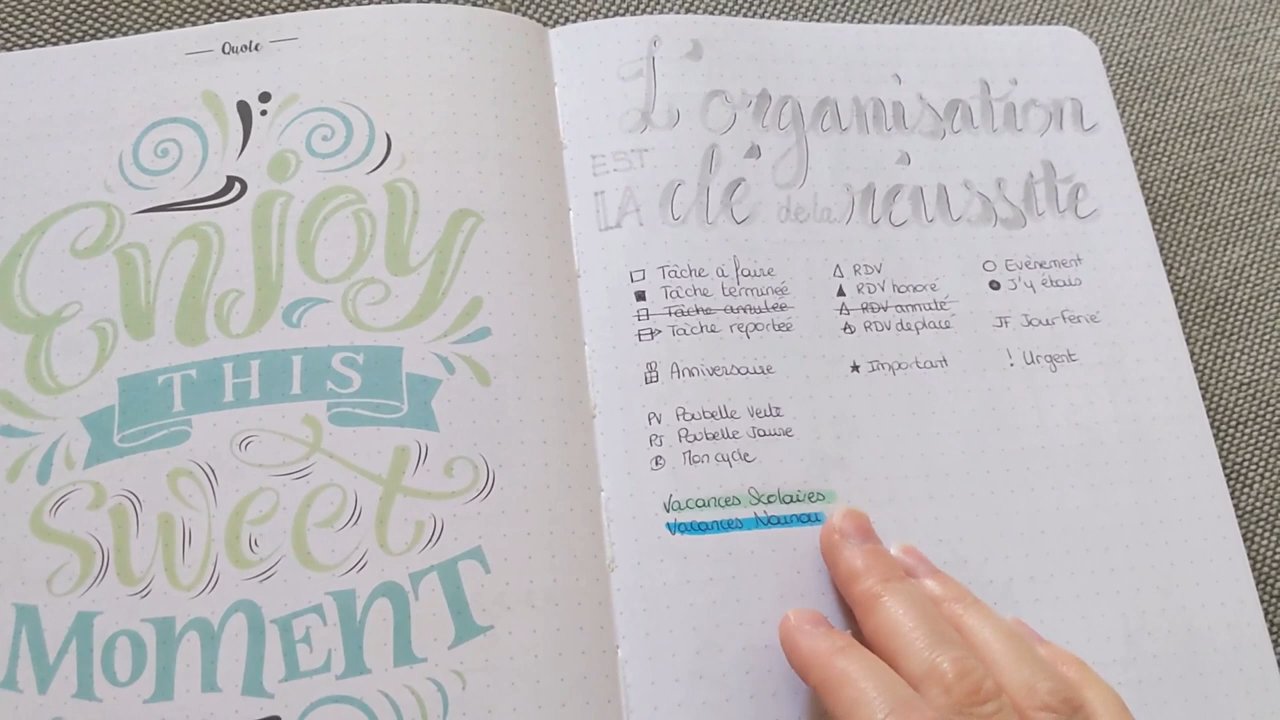 Quote
Enjoy
THIS
Sweet
MOMENT
L'organisation
EST
LA clé de la réussite
□ Tâche à faire
■ Tâche terminée
Tâche annulée
Tâche reportée
Anniversaire
PV Poubelle Verte
PJ Poubelle Jaune
Mon cycle
Vacances Scolaires
Vacances Nounou
△ RDV
▲ RDV honoré
△ RDV annulé
△ RDV déplacé
★ Important
○ Evènement
● J'y étais
JF Jour Ferié
! Urgent